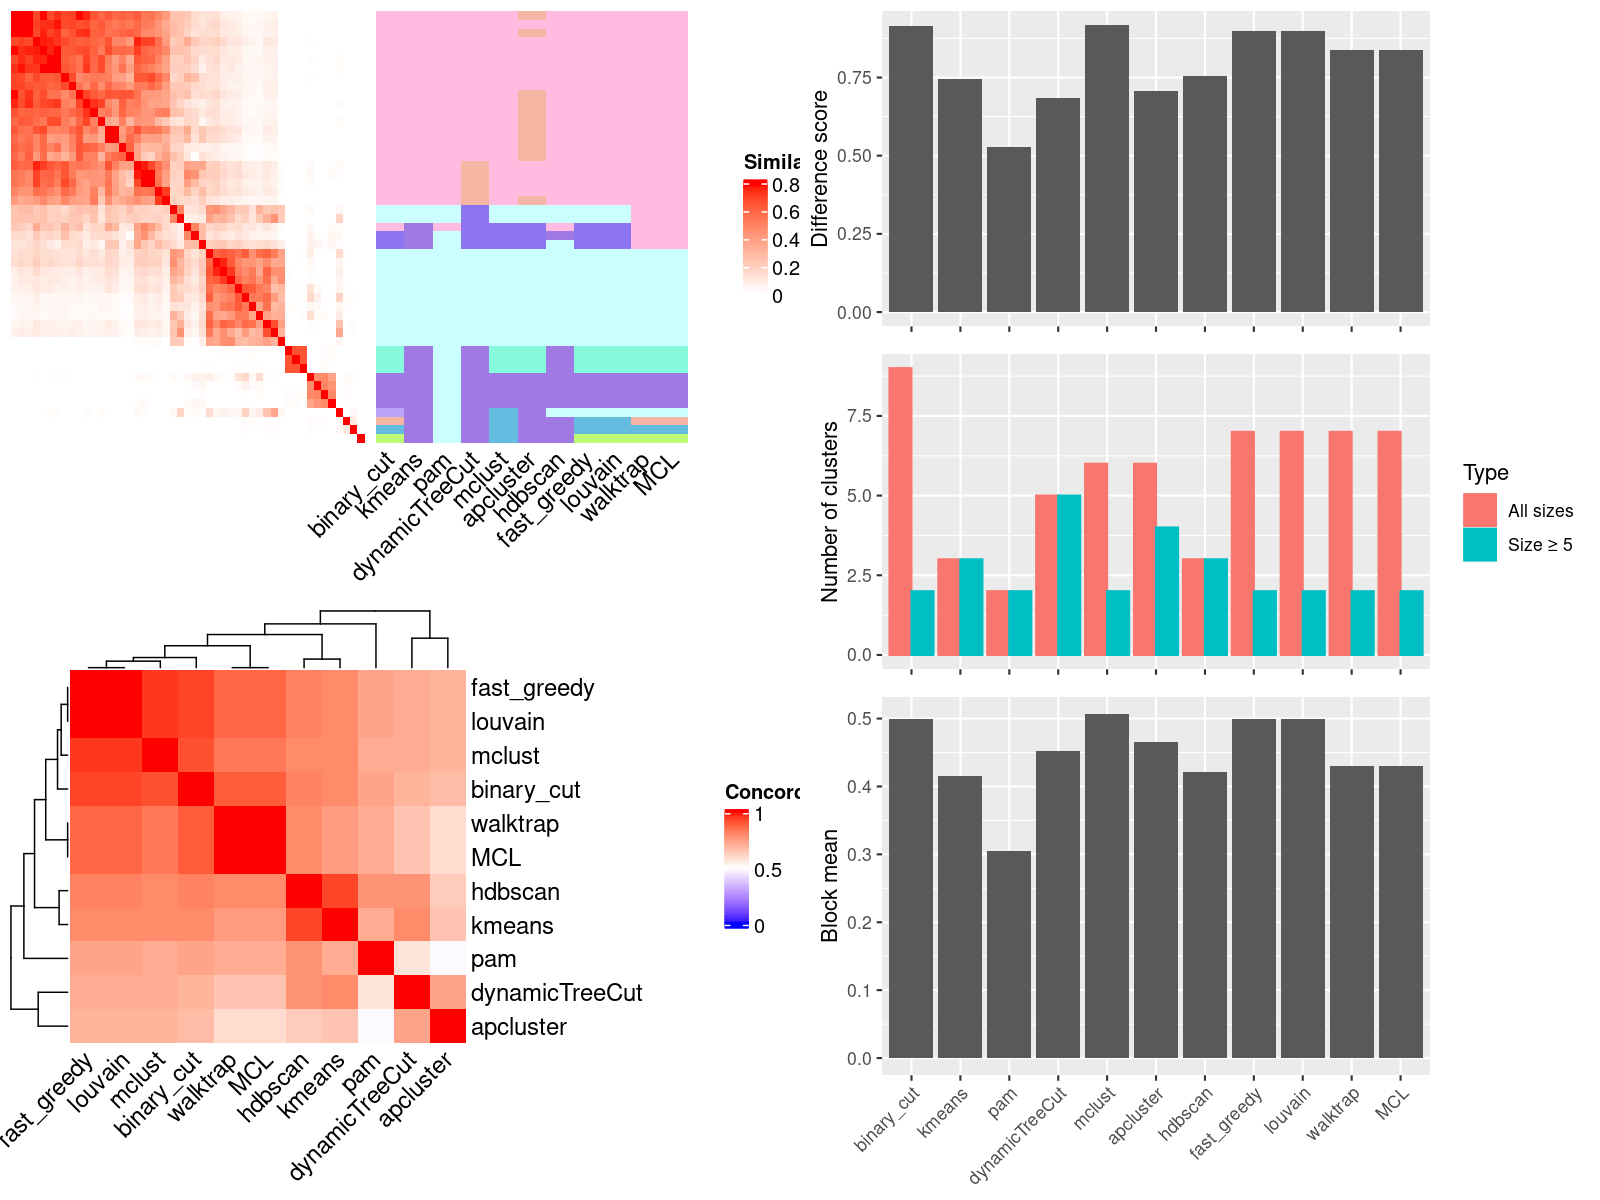 Simila
0.8
0.6
0.4
0.2
0
binary_cut
kmeans
pam
dynamicTreeCut
mclust
apcluster
hdbscan
fast_greedy
louvain
walktrap
MCL
fast_greedy
louvain
mclust
binary_cut
walktrap
MCL
hdbscan
kmeans
pam
dynamicTreeCut
apcluster
Concord
1
0.5
0
fast_greedy
louvain
mclust
binary_cut
walktrap
MCL
hdbscan
kmeans
pam
dynamicTreeCut
apcluster
Difference score
0.75
0.50
0.25
0.00
Number of clusters
7.5
5.0
2.5
0.0
Type
All sizes
Size ≥ 5
Block mean
0.5
0.4
0.3
0.2
0.1
0.0
binary_cut
kmeans
pam
dynamicTreeCut
mclust
apcluster
hdbscan
fast_greedy
louvain
walktrap
MCL